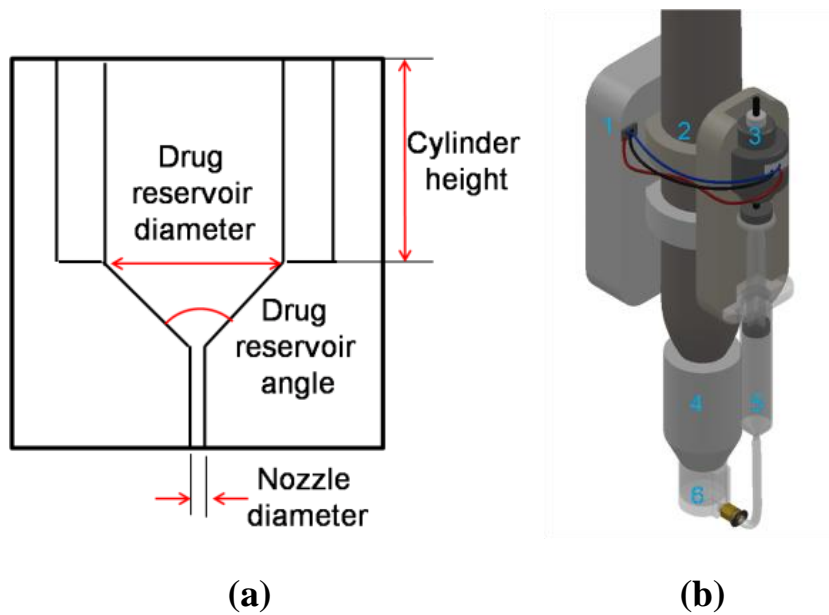 Drug
reservoir
diameter
Cylinder
height
Drug
reservoir
angle
Nozzle
diameter
1
2
3
4
5
6
(a)
(b)